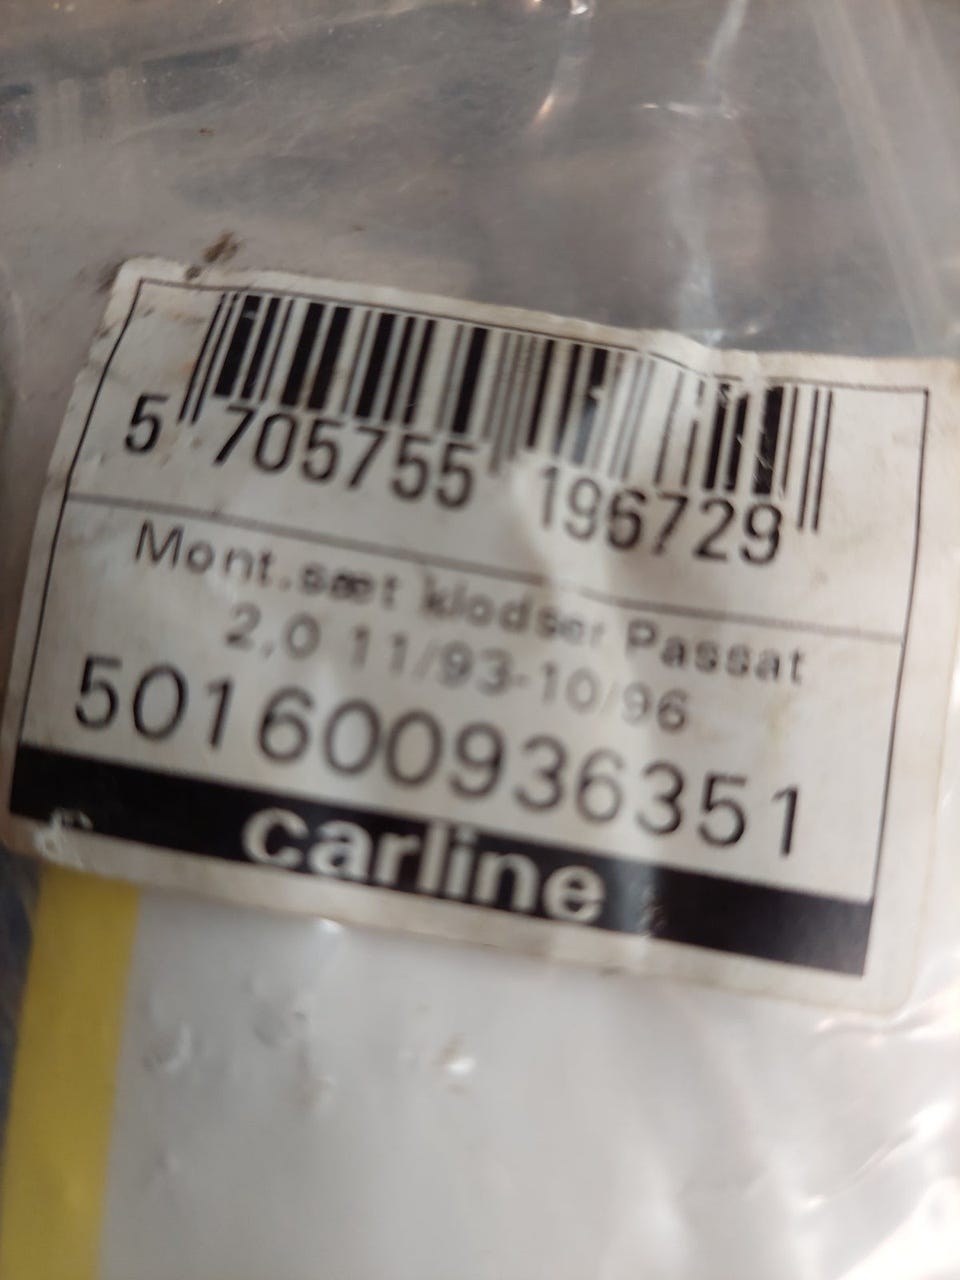 5 705755 196729
Mont.sæt klodser Passat
2,0 11/93-10/96
501600936351
carline